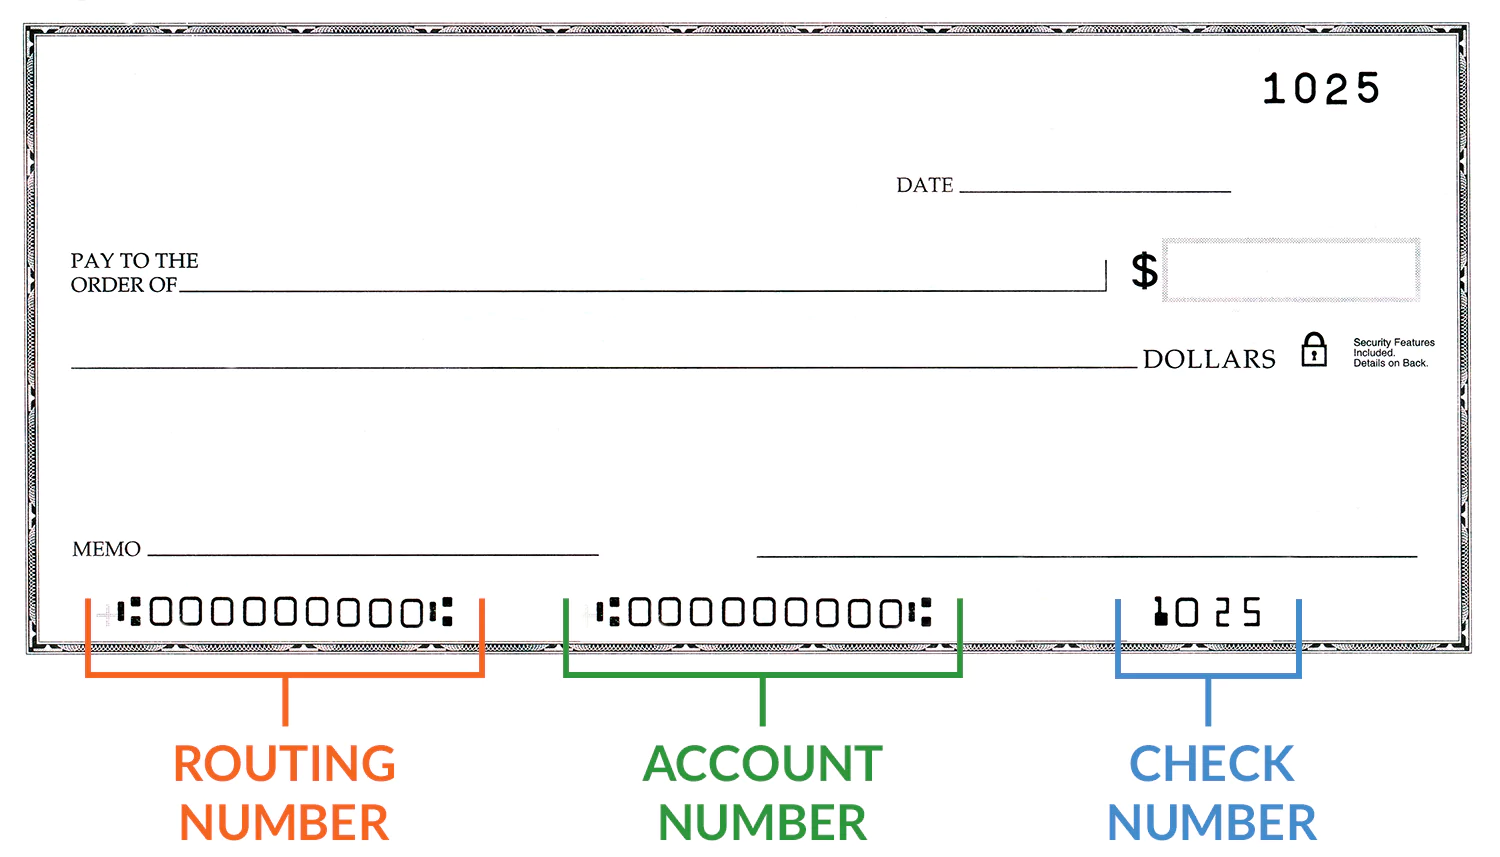 1025
DATE
PAY TO THE
ORDER OF
$
DOLLARS
Security Features
Included.
Details on Back.
MEMO
⑆000000000⑆ ⑆000000000⑆ 1025
ROUTING
NUMBER
ACCOUNT
NUMBER
CHECK
NUMBER